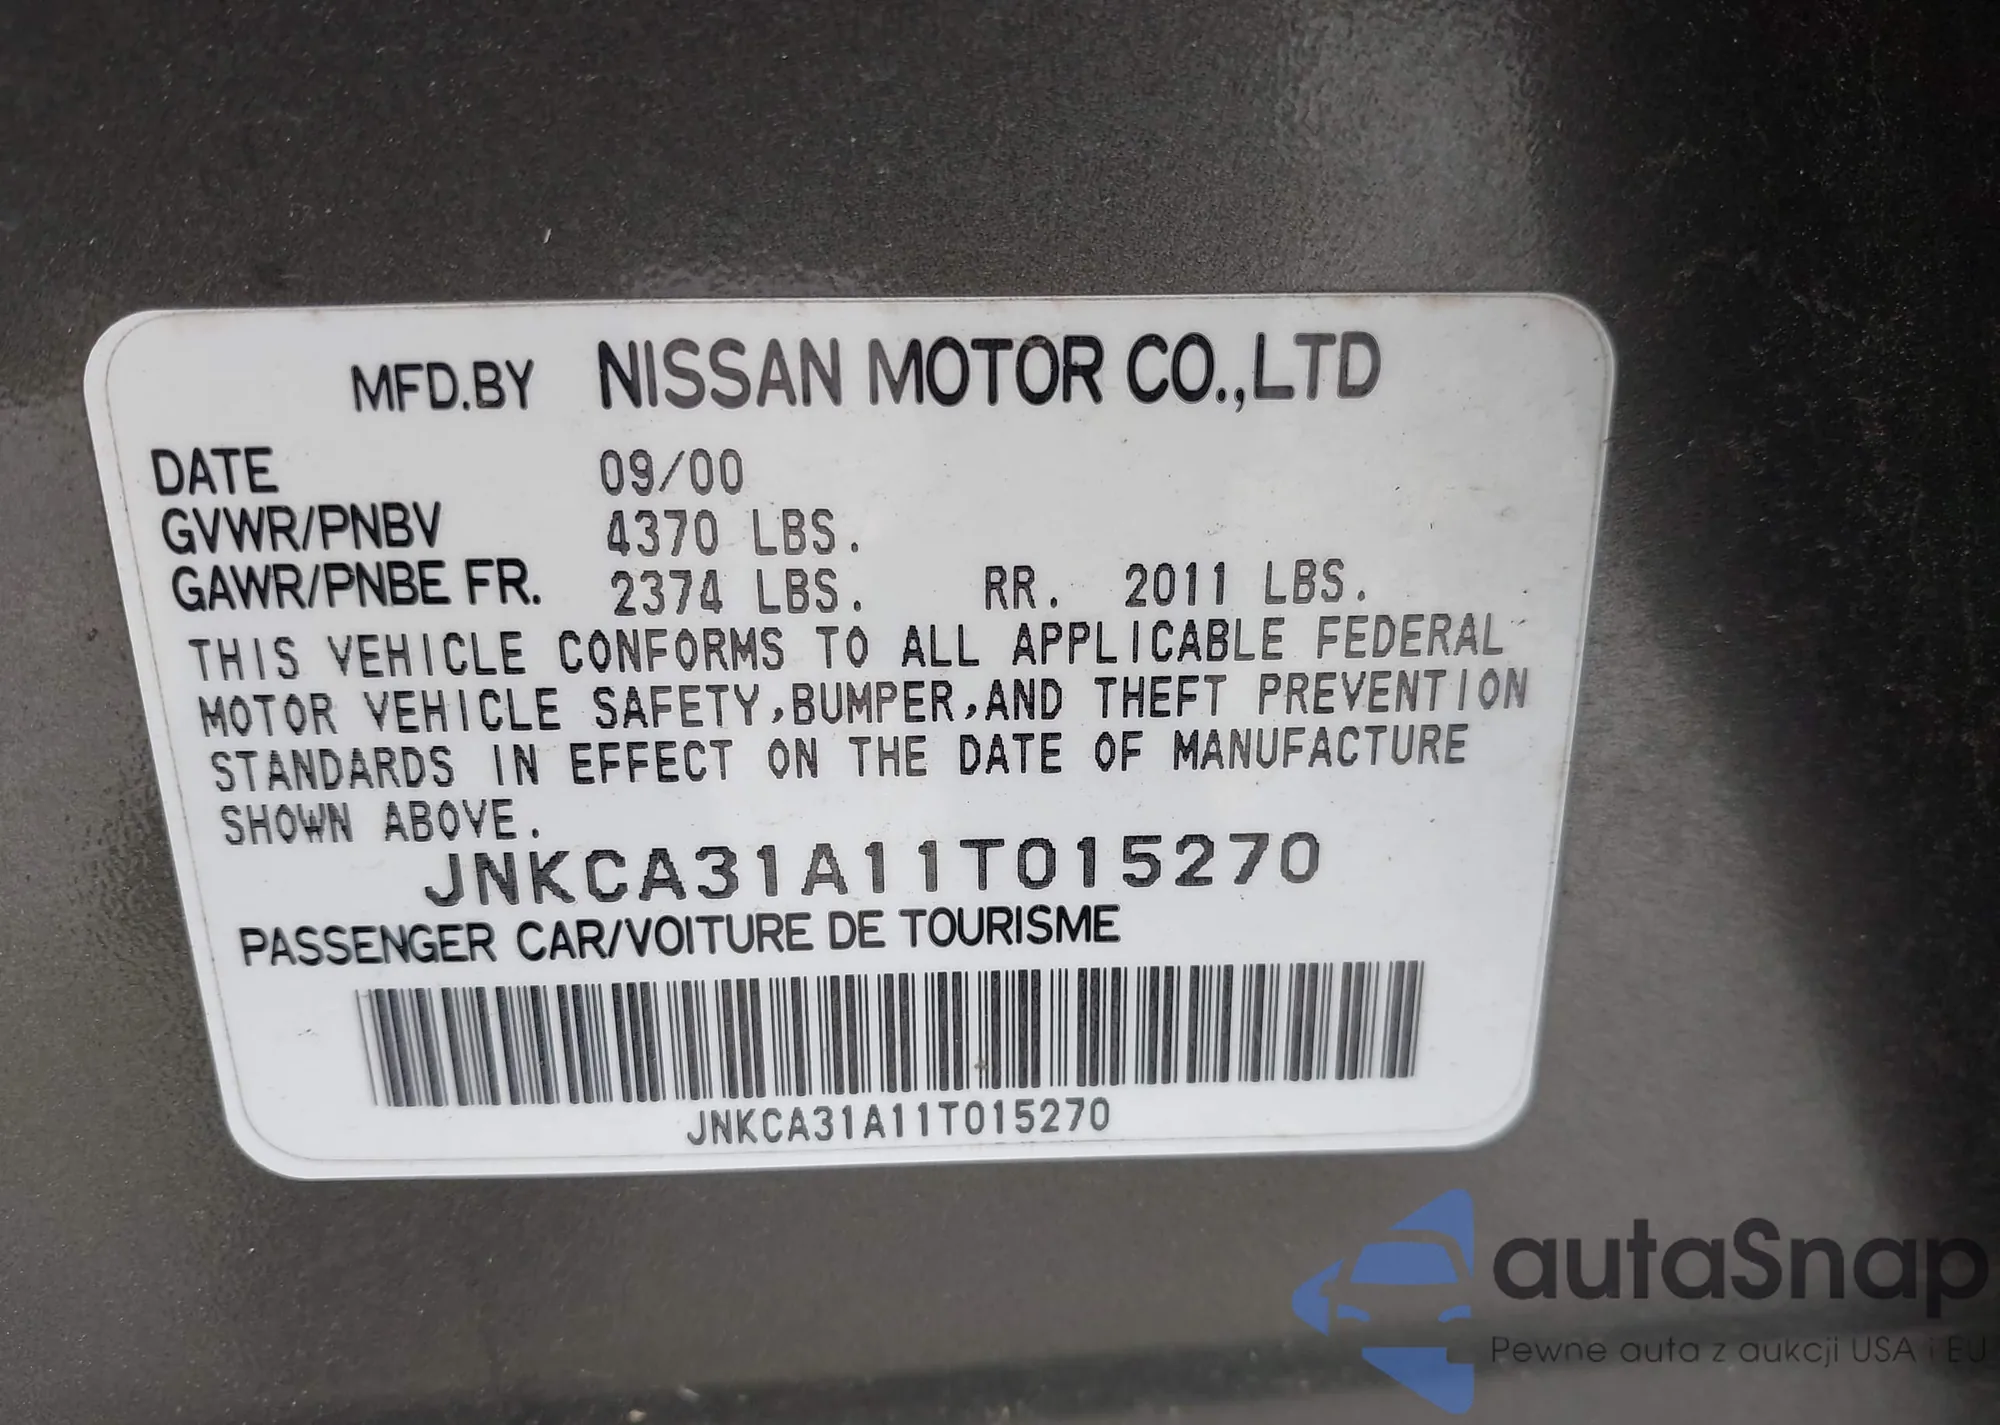 MFD.BY NISSAN MOTOR CO.,LTD
DATE 09/00
GVWR/PNBV 4370 LBS.
GAWR/PNBE FR. 2374 LBS. RR. 2011 LBS.
THIS VEHICLE CONFORMS TO ALL APPLICABLE FEDERAL
MOTOR VEHICLE SAFETY,BUMPER,AND THEFT PREVENTION
STANDARDS IN EFFECT ON THE DATE OF MANUFACTURE
SHOWN ABOVE.
JNKCA31A11T015270
PASSENGER CAR/VOITURE DE TOURISME
JNKCA31A11T015270
autaSnap
Pewne auta z aukcji USA i EU